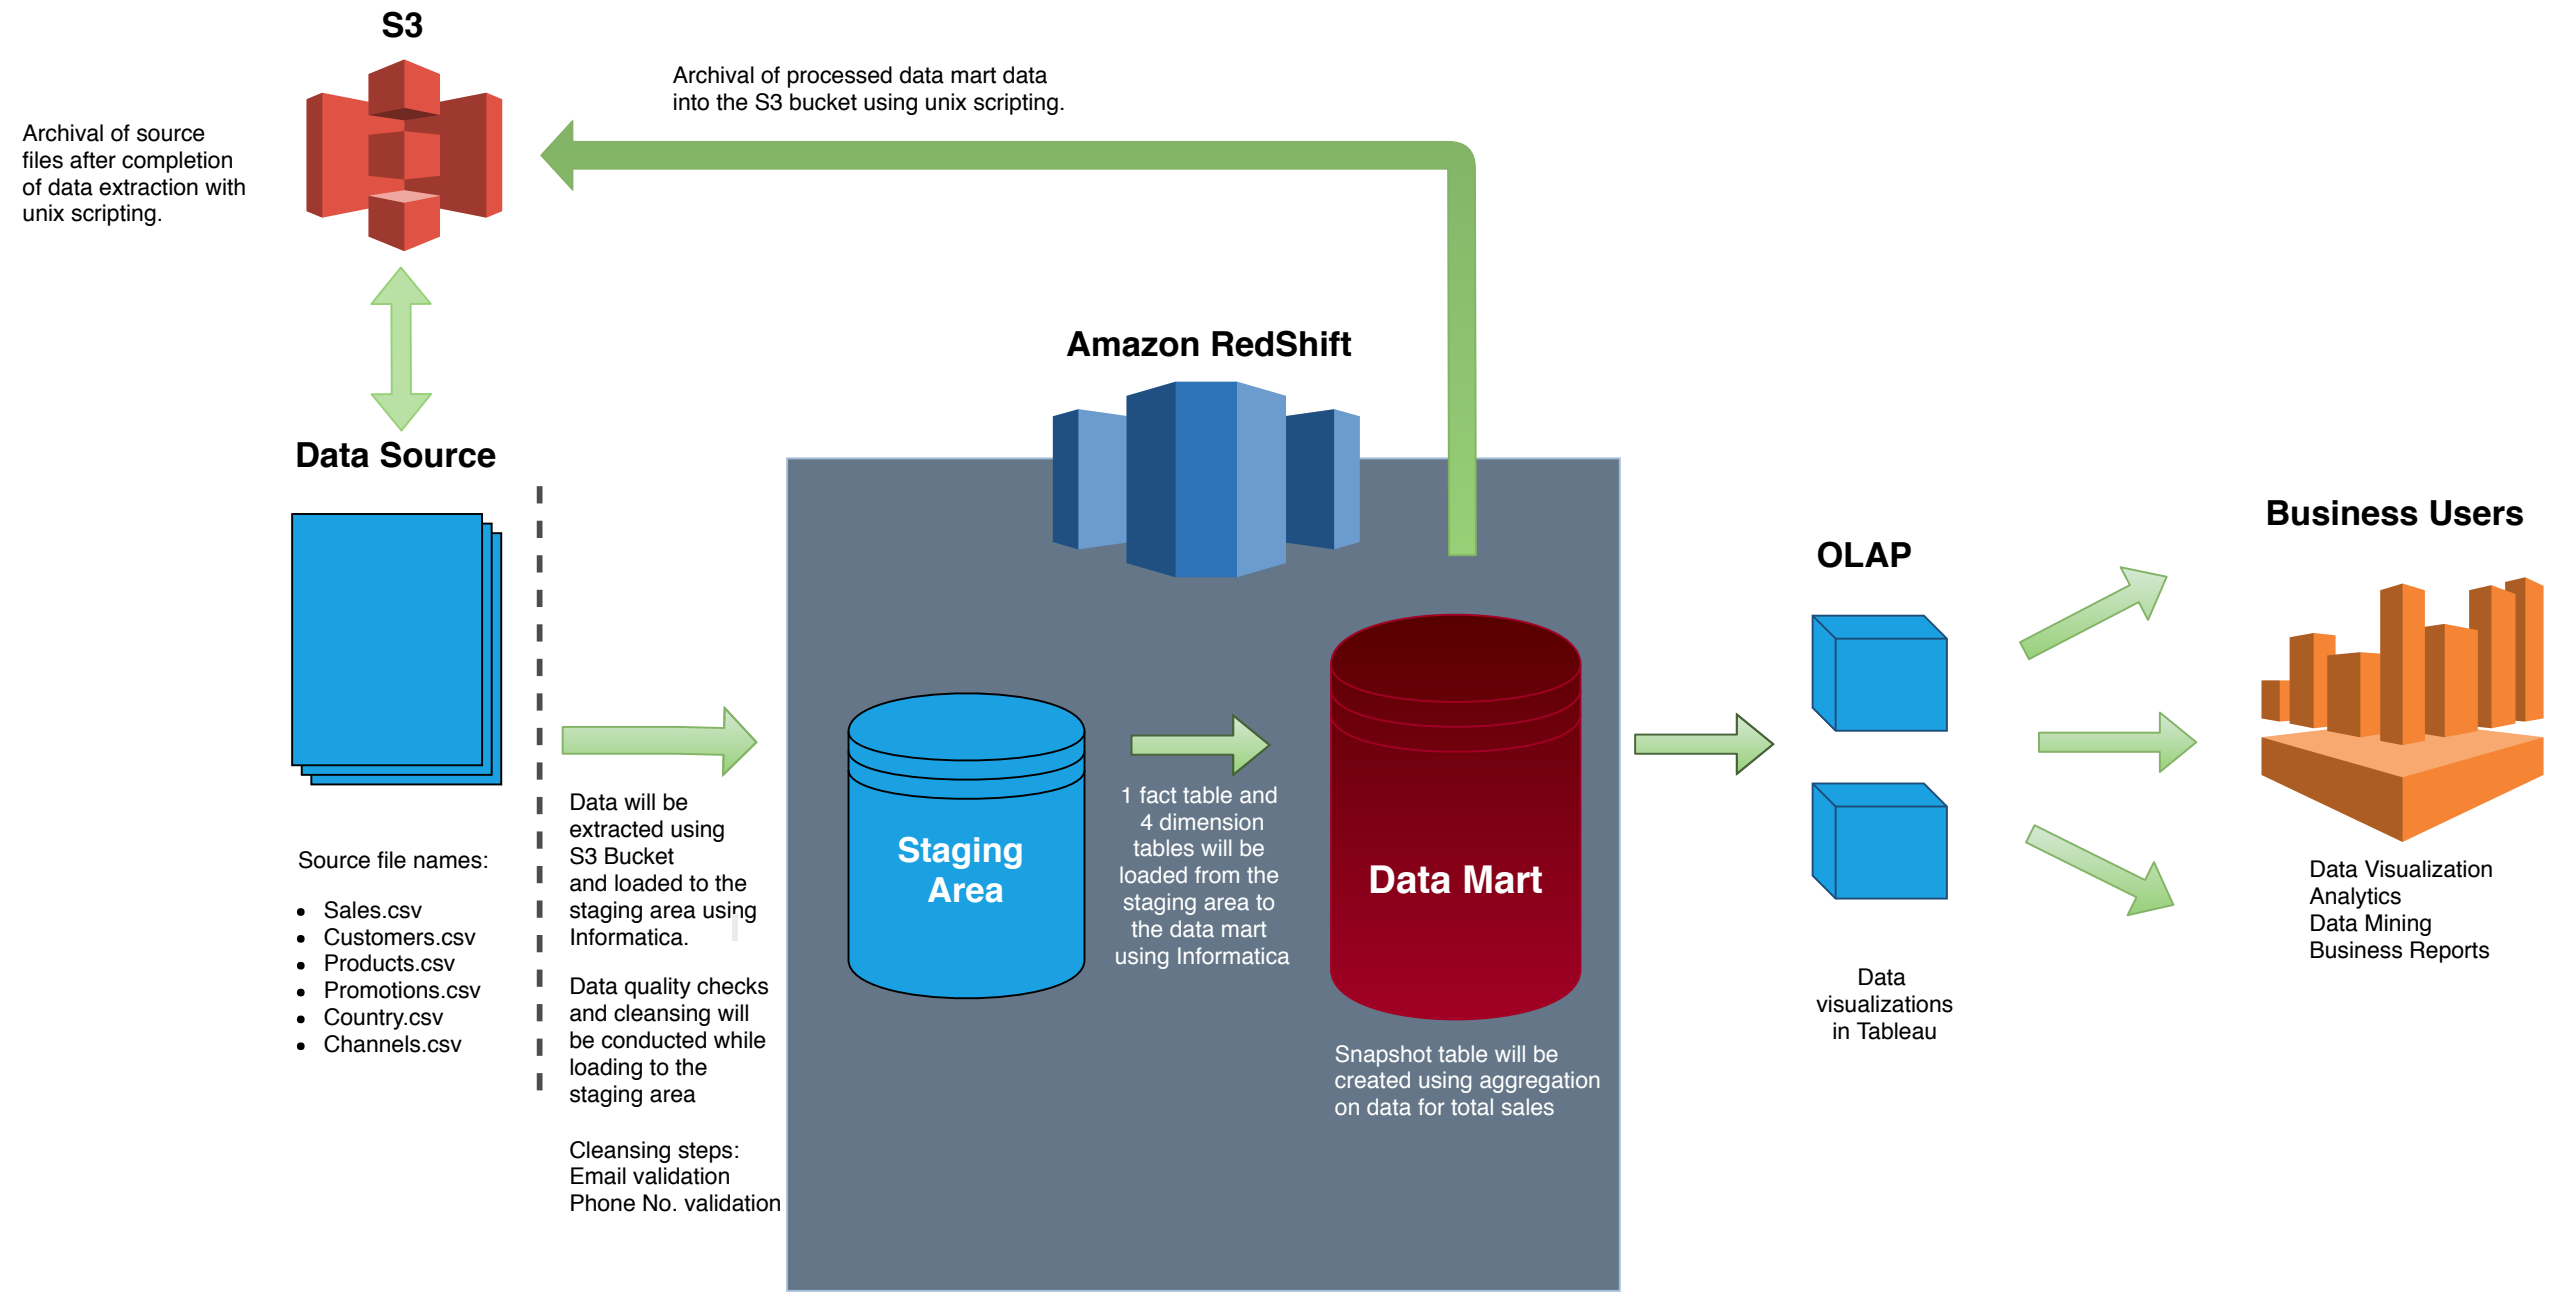 S3
Archival of source
files after completion
of data extraction with
unix scripting.
Archival of processed data mart data
into the S3 bucket using unix scripting.
Data Source
Source file names:
• Sales.csv
• Customers.csv
• Products.csv
• Promotions.csv
• Country.csv
• Channels.csv
Data will be
extracted using
S3 Bucket
and loaded to the
staging area using
Informatica.
Data quality checks
and cleansing will
be conducted while
loading to the
staging area
Cleansing steps:
Email validation
Phone No. validation
Amazon RedShift
Staging
Area
1 fact table and
4 dimension
tables will be
loaded from the
staging area to
the data mart
using Informatica
Data Mart
Snapshot table will be
created using aggregation
on data for total sales
OLAP
Data
visualizations
in Tableau
Business Users
Data Visualization
Analytics
Data Mining
Business Reports